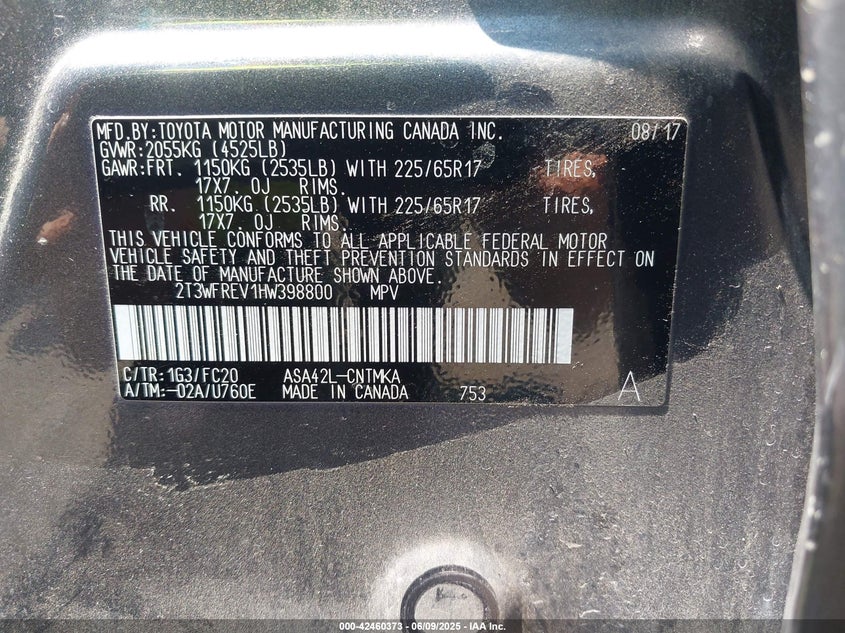 MFD.BY:TOYOTA MOTOR MANUFACTURING CANADA INC. 08/17
GVWR:2055KG (4525LB)
GAWR:FRT. 1150KG (2535LB) WITH 225/65R17 TIRES,
17X7.0J RIMS.
RR. 1150KG (2535LB) WITH 225/65R17 TIRES,
17X7.0J RIMS.
THIS VEHICLE CONFORMS TO ALL APPLICABLE FEDERAL MOTOR
VEHICLE SAFETY AND THEFT PREVENTION STANDARDS IN EFFECT ON
THE DATE OF MANUFACTURE SHOWN ABOVE.
2T3WFREV1HW398800 MPV
C/TR:1G3/FC20 ASA42L-CNTMKA
A/TM:-02A/U760E MADE IN CANADA 753 A
000-42460373 - 06/09/2025 - IAA Inc.